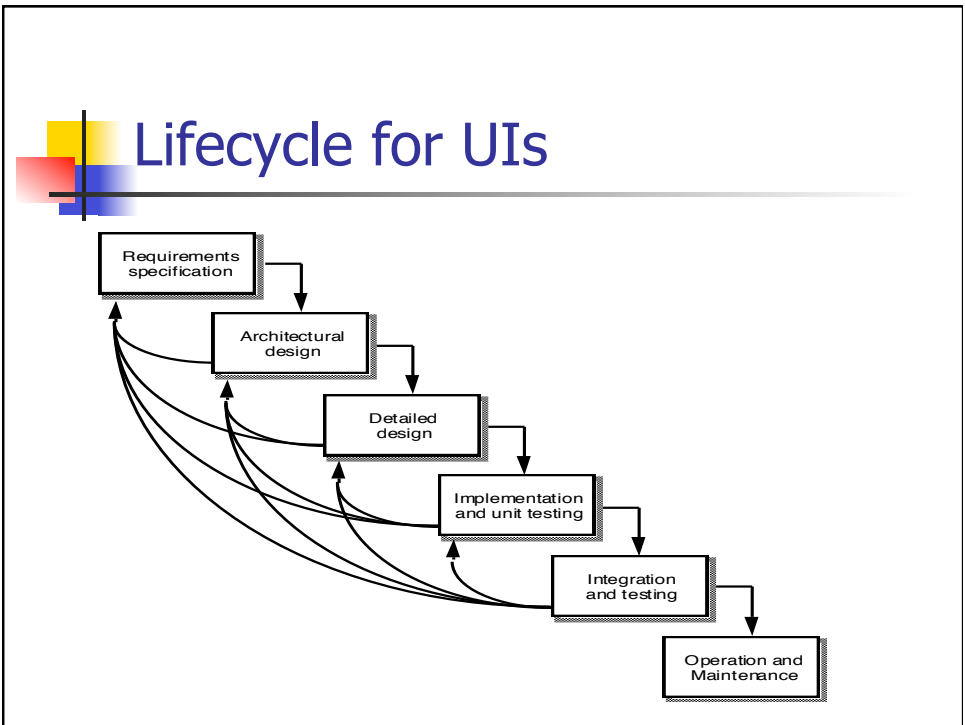 Lifecycle for UIs
Requirements
specification
Architectural
design
Detailed
design
Implementation
and unit testing
Integration
and testing
Operation and
Maintenance